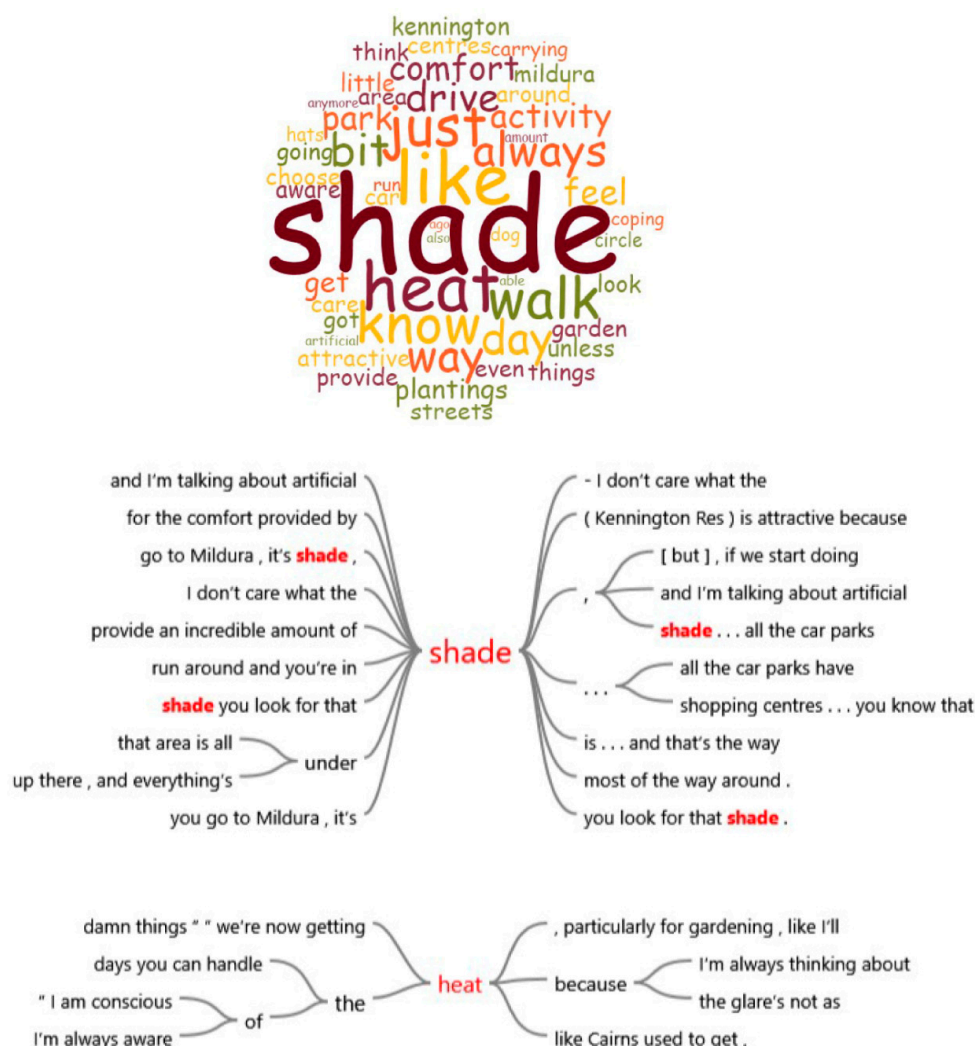 kennington
think centres carrying
comfort mildura
little
anymore area drive around
park just activity
hats amount
going bit always
choose like
aware run car feel
shade
coping
ago
also dog circle
get heat able walk look
care know day garden
got
artificial unless
attractive way even things
provide plantings
streets
and I'm talking about artificial
for the comfort provided by
go to Mildura , it's shade ,
I don't care what the
provide an incredible amount of
run around and you're in
shade you look for that
that area is all
up there , and everything's
under
you go to Mildura , it's
shade
- I don't care what the
( Kennington Res ) is attractive because
,
[ but ] , if we start doing
and I'm talking about artificial
shade . . . all the car parks
. . .
all the car parks have
shopping centres . . . you know that
is . . . and that's the way
most of the way around .
you look for that shade .
damn things " " we're now getting
days you can handle
" I am conscious
I'm always aware
of
the
heat
, particularly for gardening , like I'll
because
I'm always thinking about
the glare's not as
like Cairns used to get .